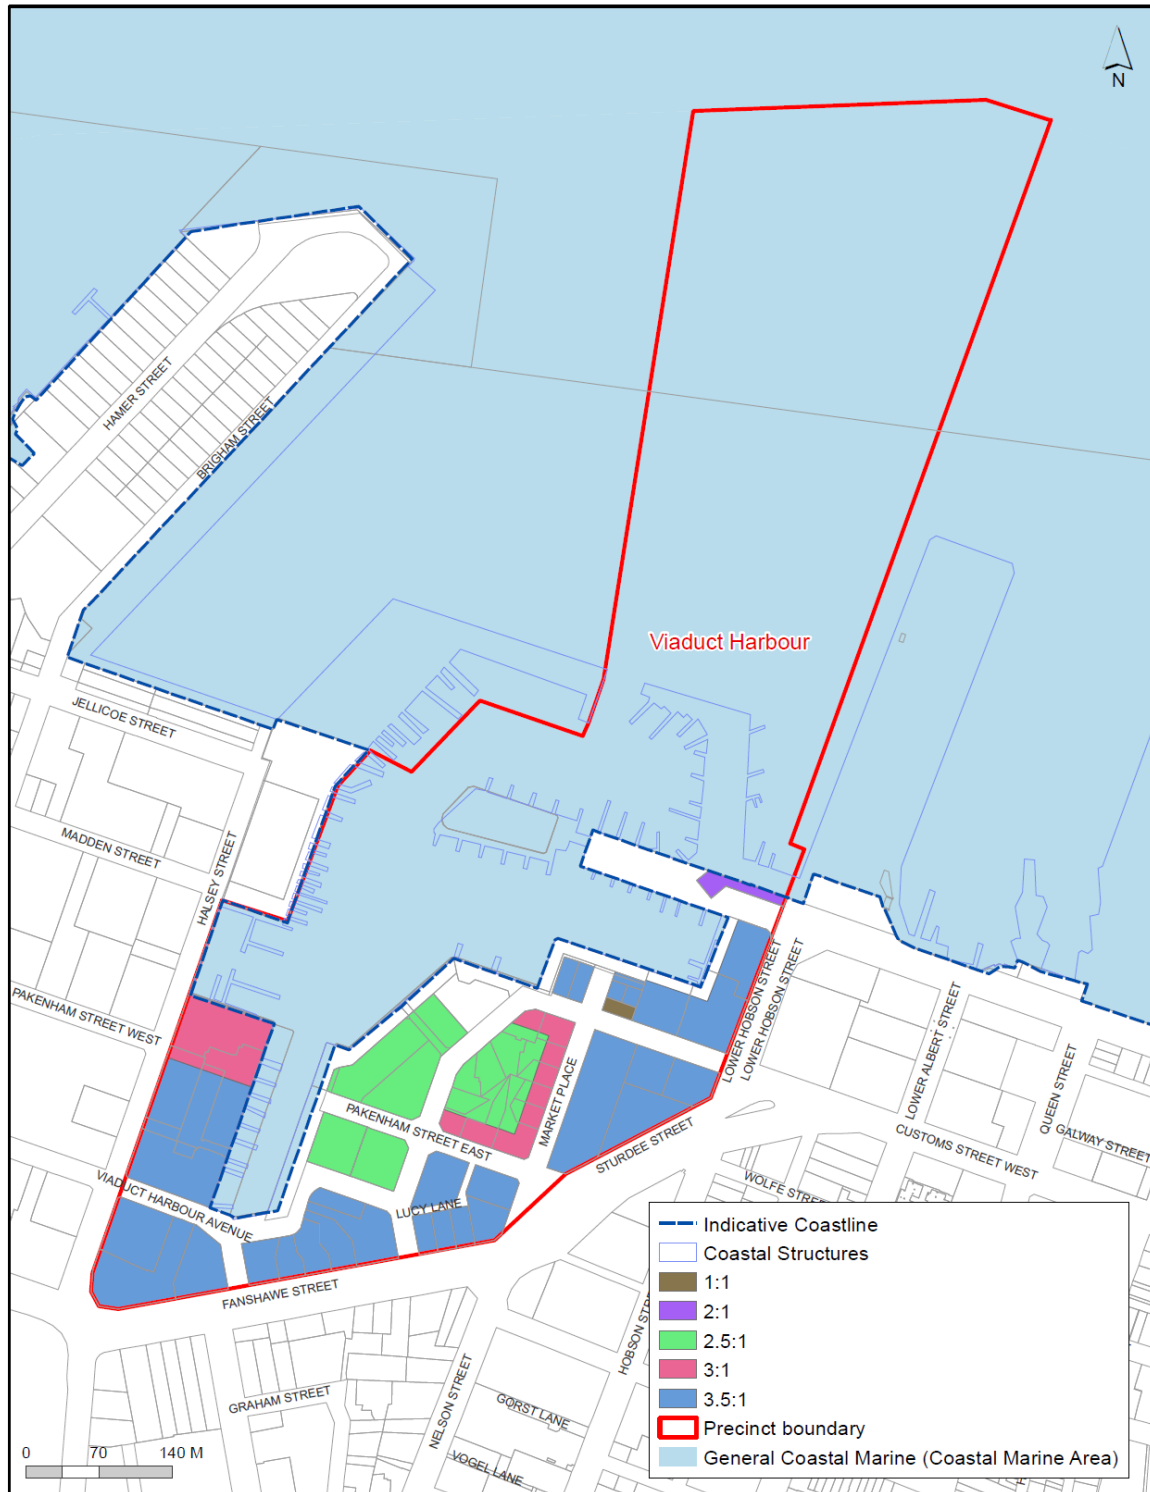 N
HAMER STREET
BRIGHAM STREET
Viaduct Harbour
JELLICOE STREET
MADDEN STREET
HALSEY STREET
PAKENHAM STREET WEST
LOWER HOBSON STREET
LOWER HOBSON STREET
LOWER ALBERT STREET
QUEEN STREET
MARKET PLACE
PAKENHAM STREET EAST
STURDEE STREET
CUSTOMS STREET WEST
GALWAY STREET
WOLFE STREET
VIADUCT HARBOUR AVENUE
LUCY LANE
FANSHAWE STREET
HOBSON STRE
GRAHAM STREET
NELSON STREET
GORST LANE
VOGEL LANE
Indicative Coastline
Coastal Structures
1:1
2:1
2.5:1
3:1
3.5:1
Precinct boundary
General Coastal Marine (Coastal Marine Area)
0 70 140 M